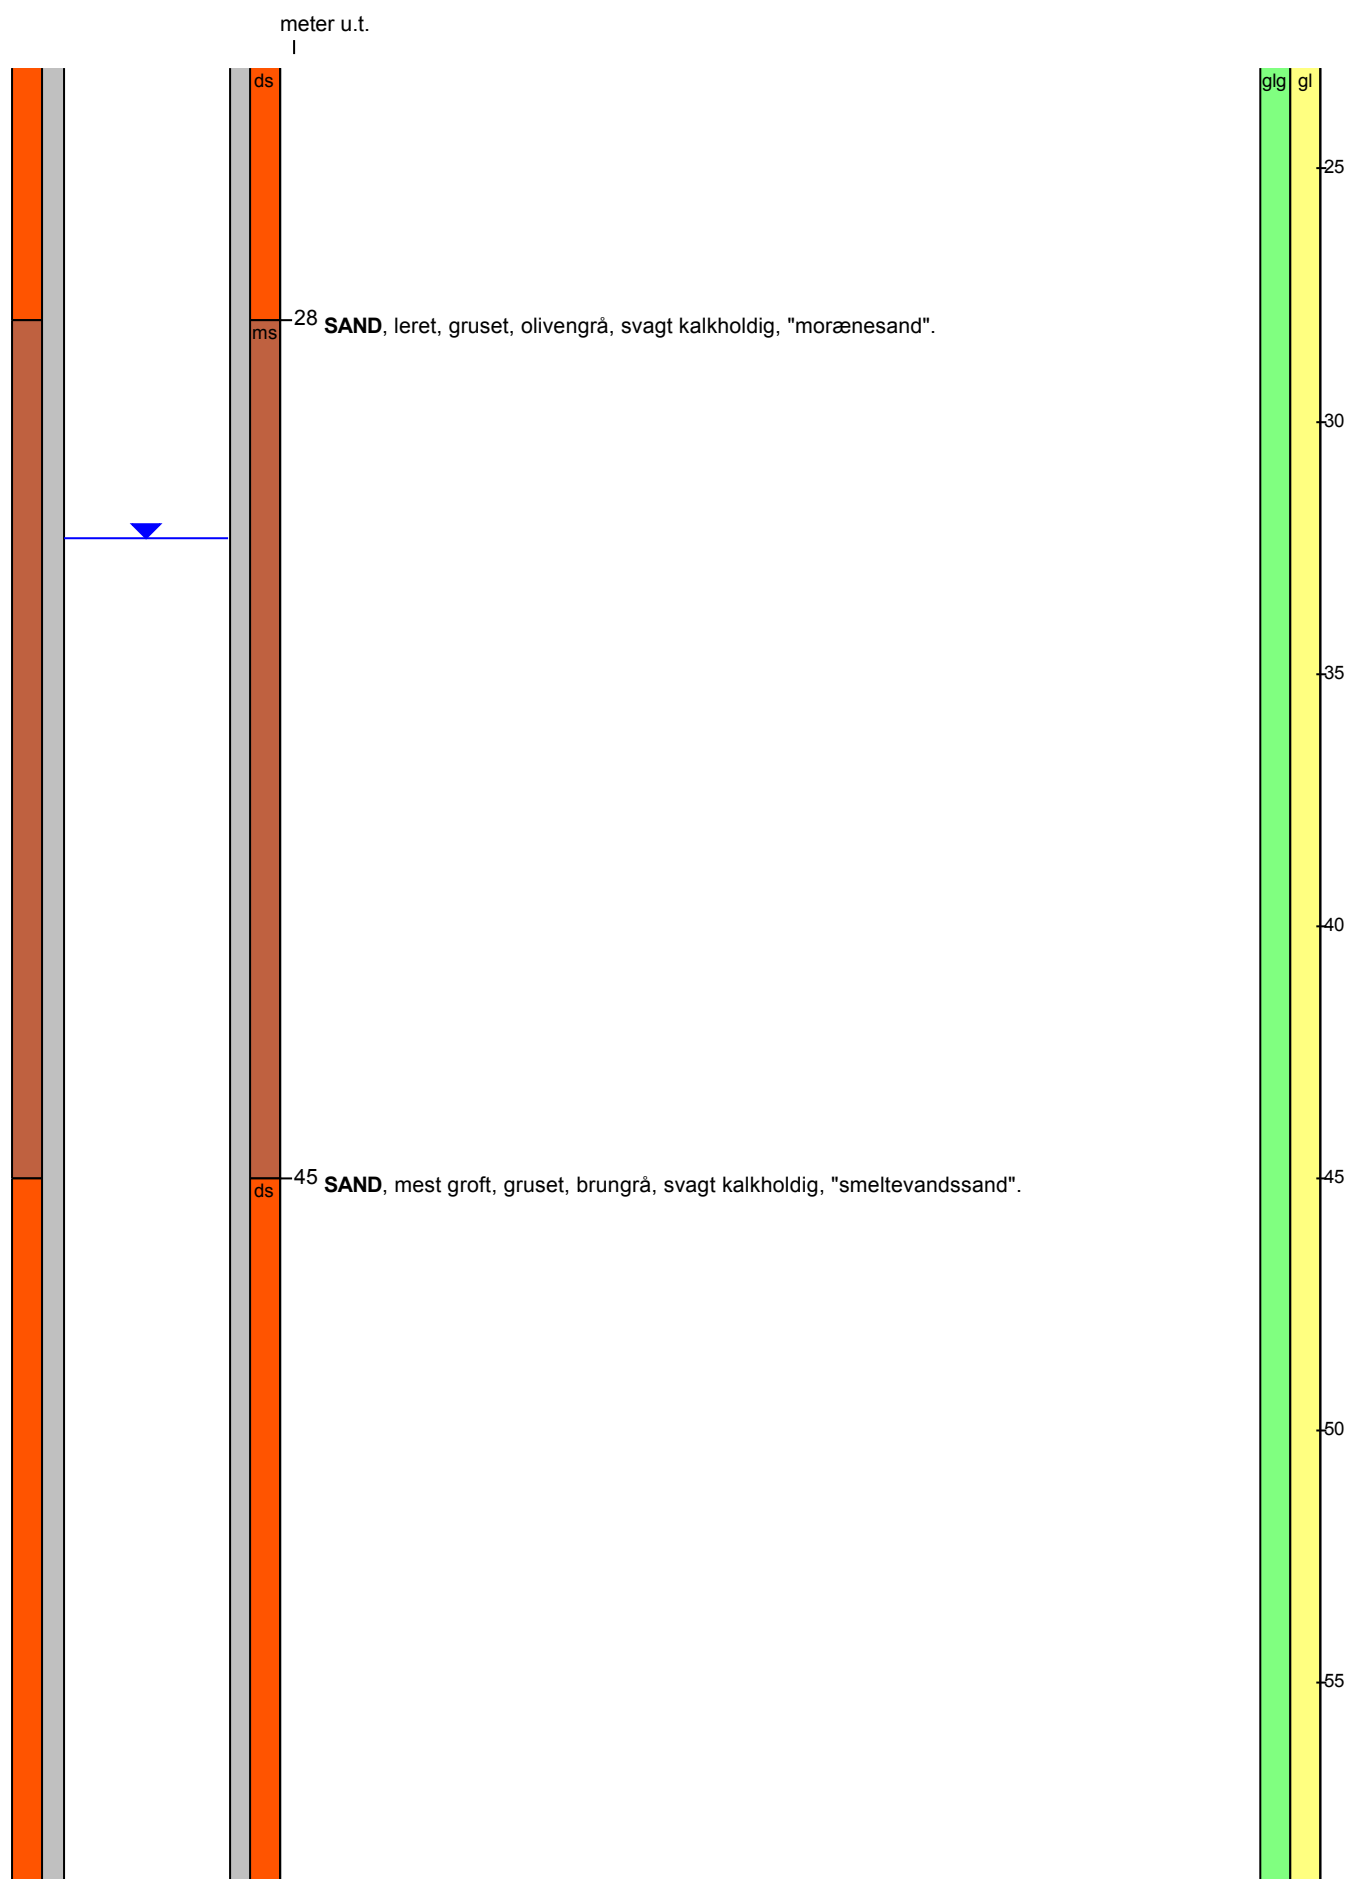 meter u.t.
ds
glg gl
25
28 SAND, leret, gruset, olivengrå, svagt kalkholdig, "morænesand".
ms
30
35
40
45 SAND, mest groft, gruset, brungrå, svagt kalkholdig, "smeltevandssand".
45
ds
50
55